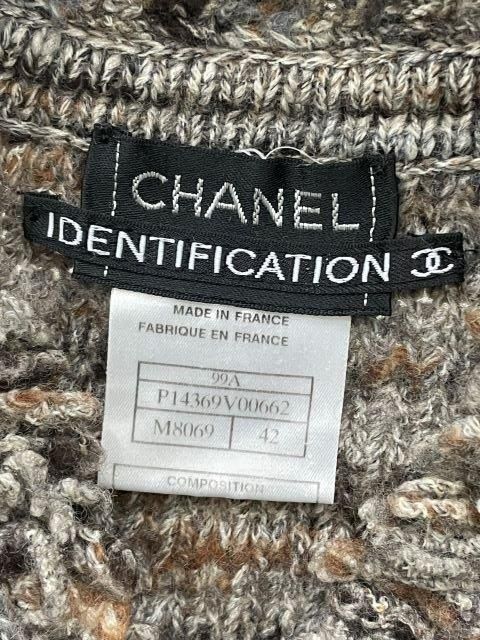 CHANEL
IDENTIFICATION
MADE IN FRANCE
FABRIQUE EN FRANCE
99A
P14369V00662
M8069 42
COMPOSITION